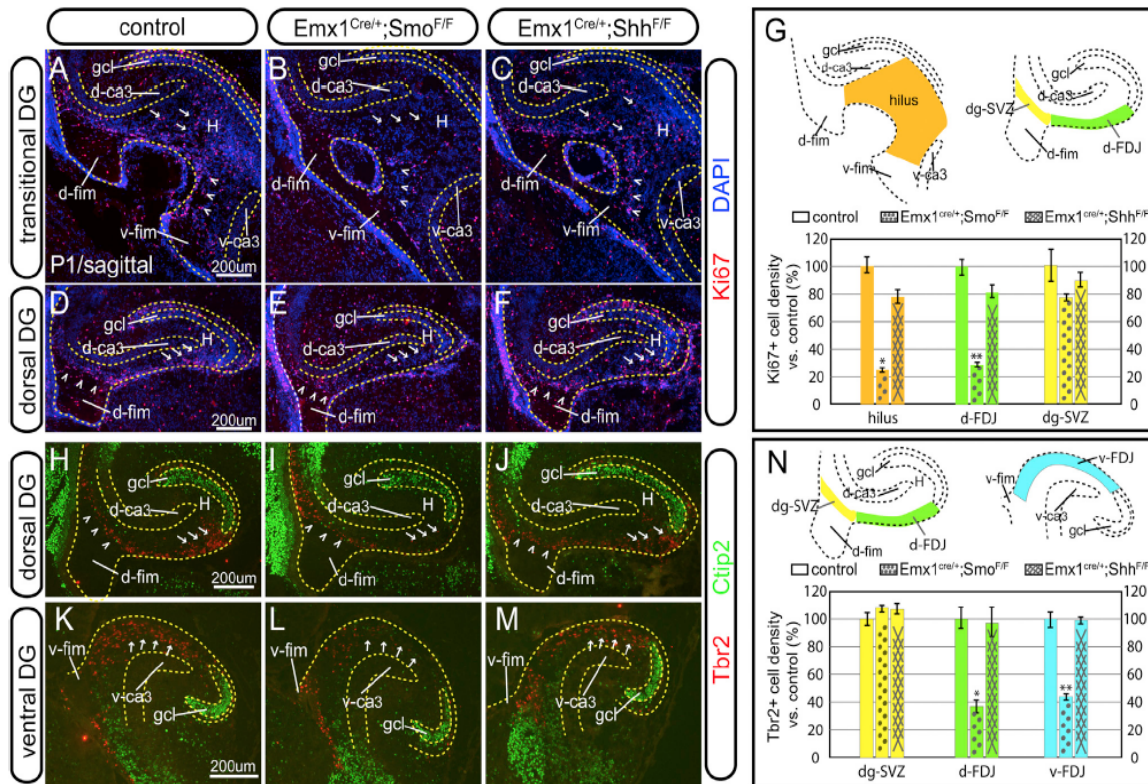 control
Emx1Cre/+;SmoF/F
Emx1Cre/+;ShhF/F
transitional DG
A
gcl
d-ca3
H
d-fim
v-fim
v-ca3
P1/sagittal
200um
B
gcl
d-ca3
H
d-fim
v-fim
v-ca3
C
gcl
d-ca3
H
d-fim
v-fim
v-ca3
200um
Ki67 DAPI
dorsal DG
D
gcl
d-ca3
H
d-fim
E
gcl
d-ca3
H
d-fim
F
gcl
d-ca3
H
d-fim
200um
dorsal DG
H
gcl
H
d-ca3
d-fim
200um
I
gcl
H
d-ca3
d-fim
J
gcl
H
d-ca3
d-fim
Tbr2 Ctip2
ventral DG
K
v-fim
v-ca3
gcl
200um
L
v-fim
v-ca3
gcl
M
v-fim
v-ca3
gcl
G
gcl
d-ca3
hilus
d-fim
v-fim
v-ca3
gcl
d-ca3
dg-SVZ
d-fim
d-FDJ
control Emx1Cre/+;SmoF/F Emx1Cre/+;ShhF/F
Ki67+ cell density
vs. control (%)
120 120
100 100
80 80
60 60
40 40
20 20
0 0
* **
hilus d-FDJ dg-SVZ
N
gcl
d-ca3
H
dg-SVZ
d-fim
d-FDJ
v-FDJ
v-fim
v-ca3
gcl
control Emx1Cre/+;SmoF/F Emx1Cre/+;ShhF/F
Tbr2+ cell density
vs. control (%)
120 120
100 100
80 80
60 60
40 40
20 20
0 0
* **
dg-SVZ d-FDJ v-FDJ